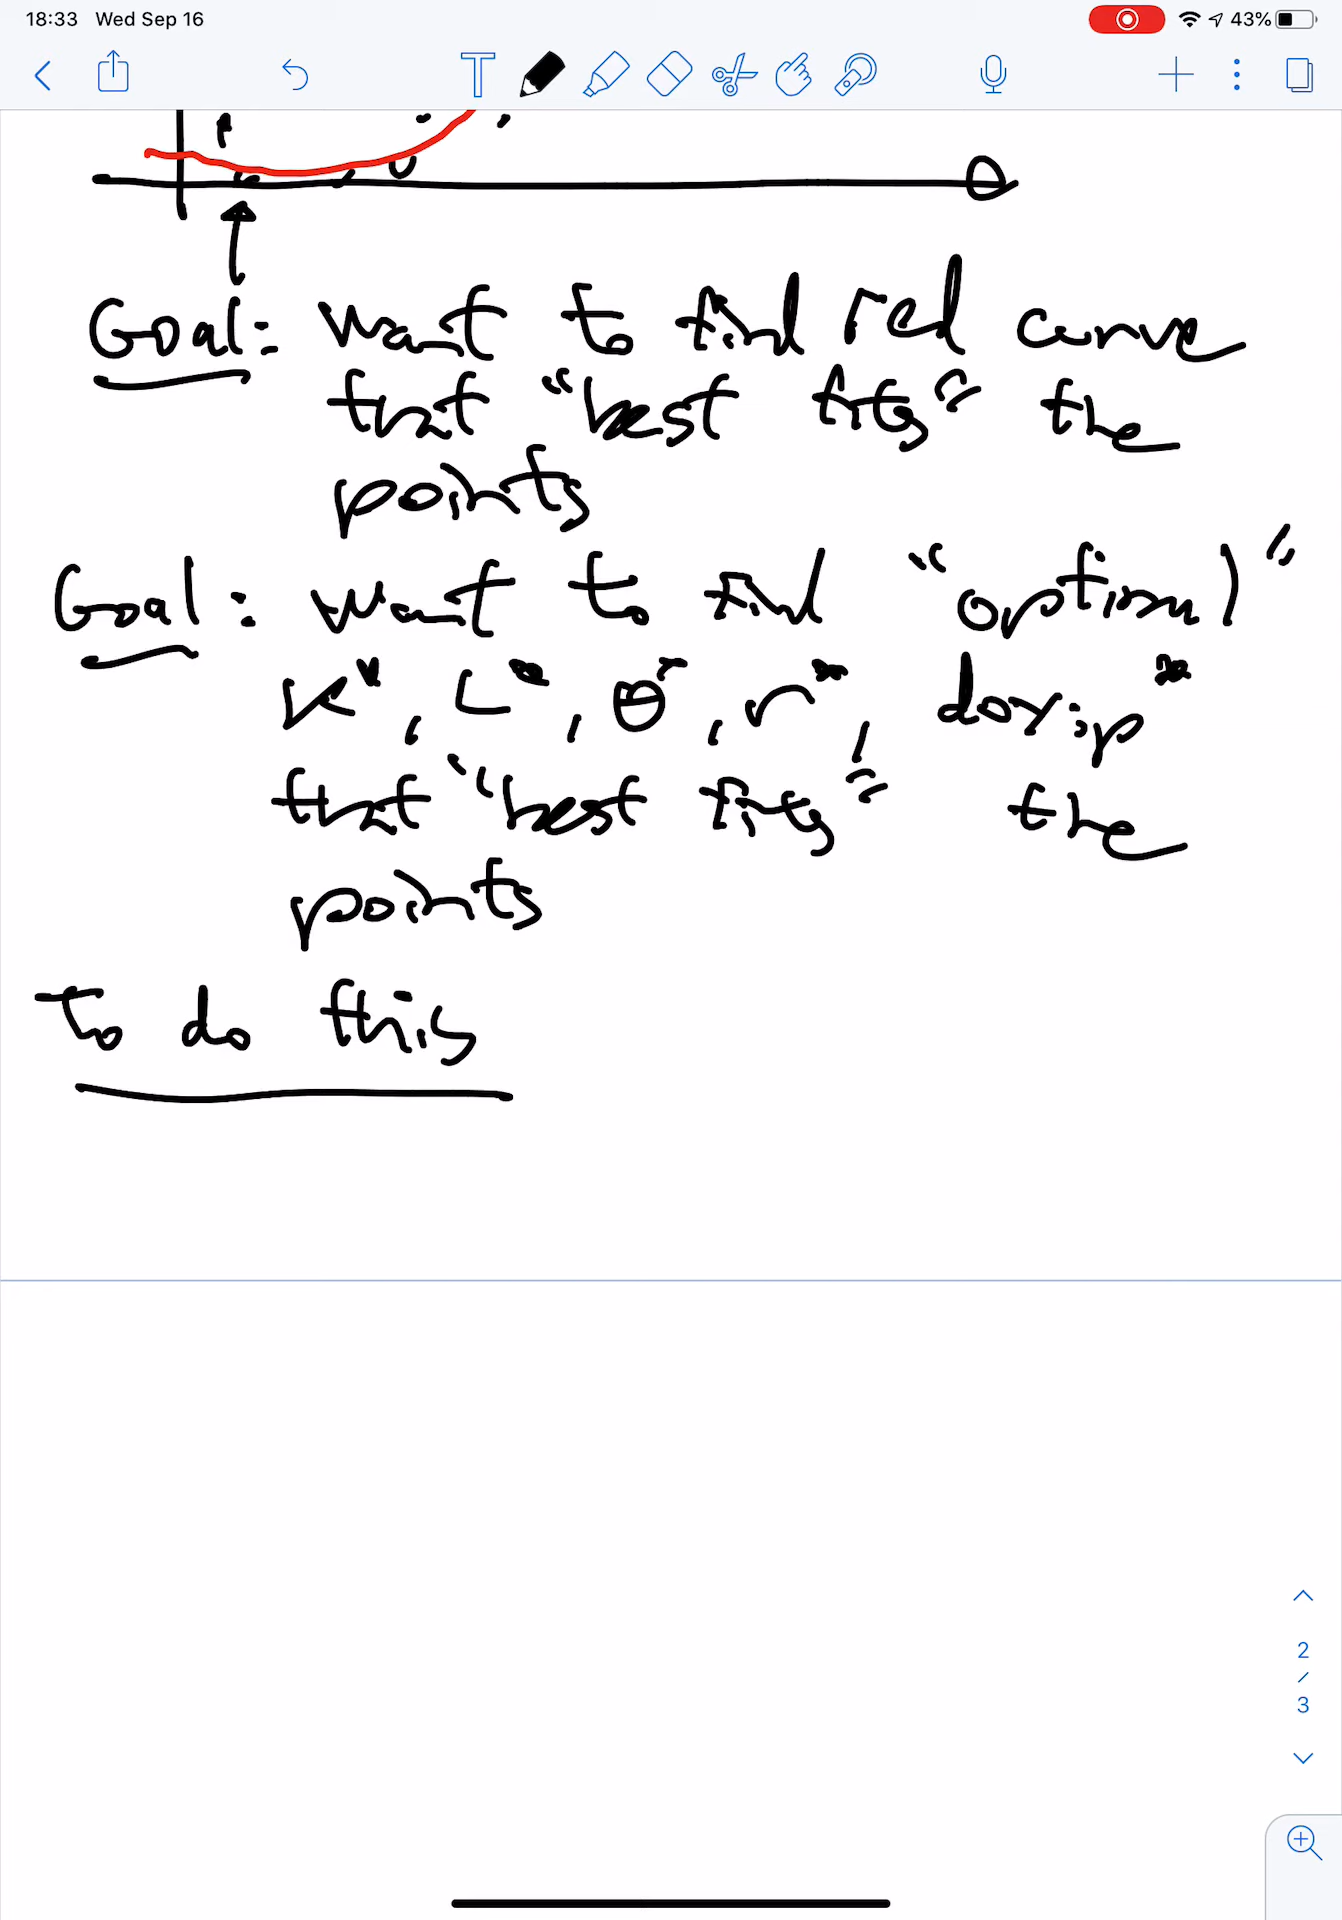 18:33 Wed Sep 16 43%
T
Goal: want to find red curve
that "best fits" the
points
Goal: want to find "optimal"
K*, L*, θ*, r*,
that "best fits" the
points
To do this
2
/
3